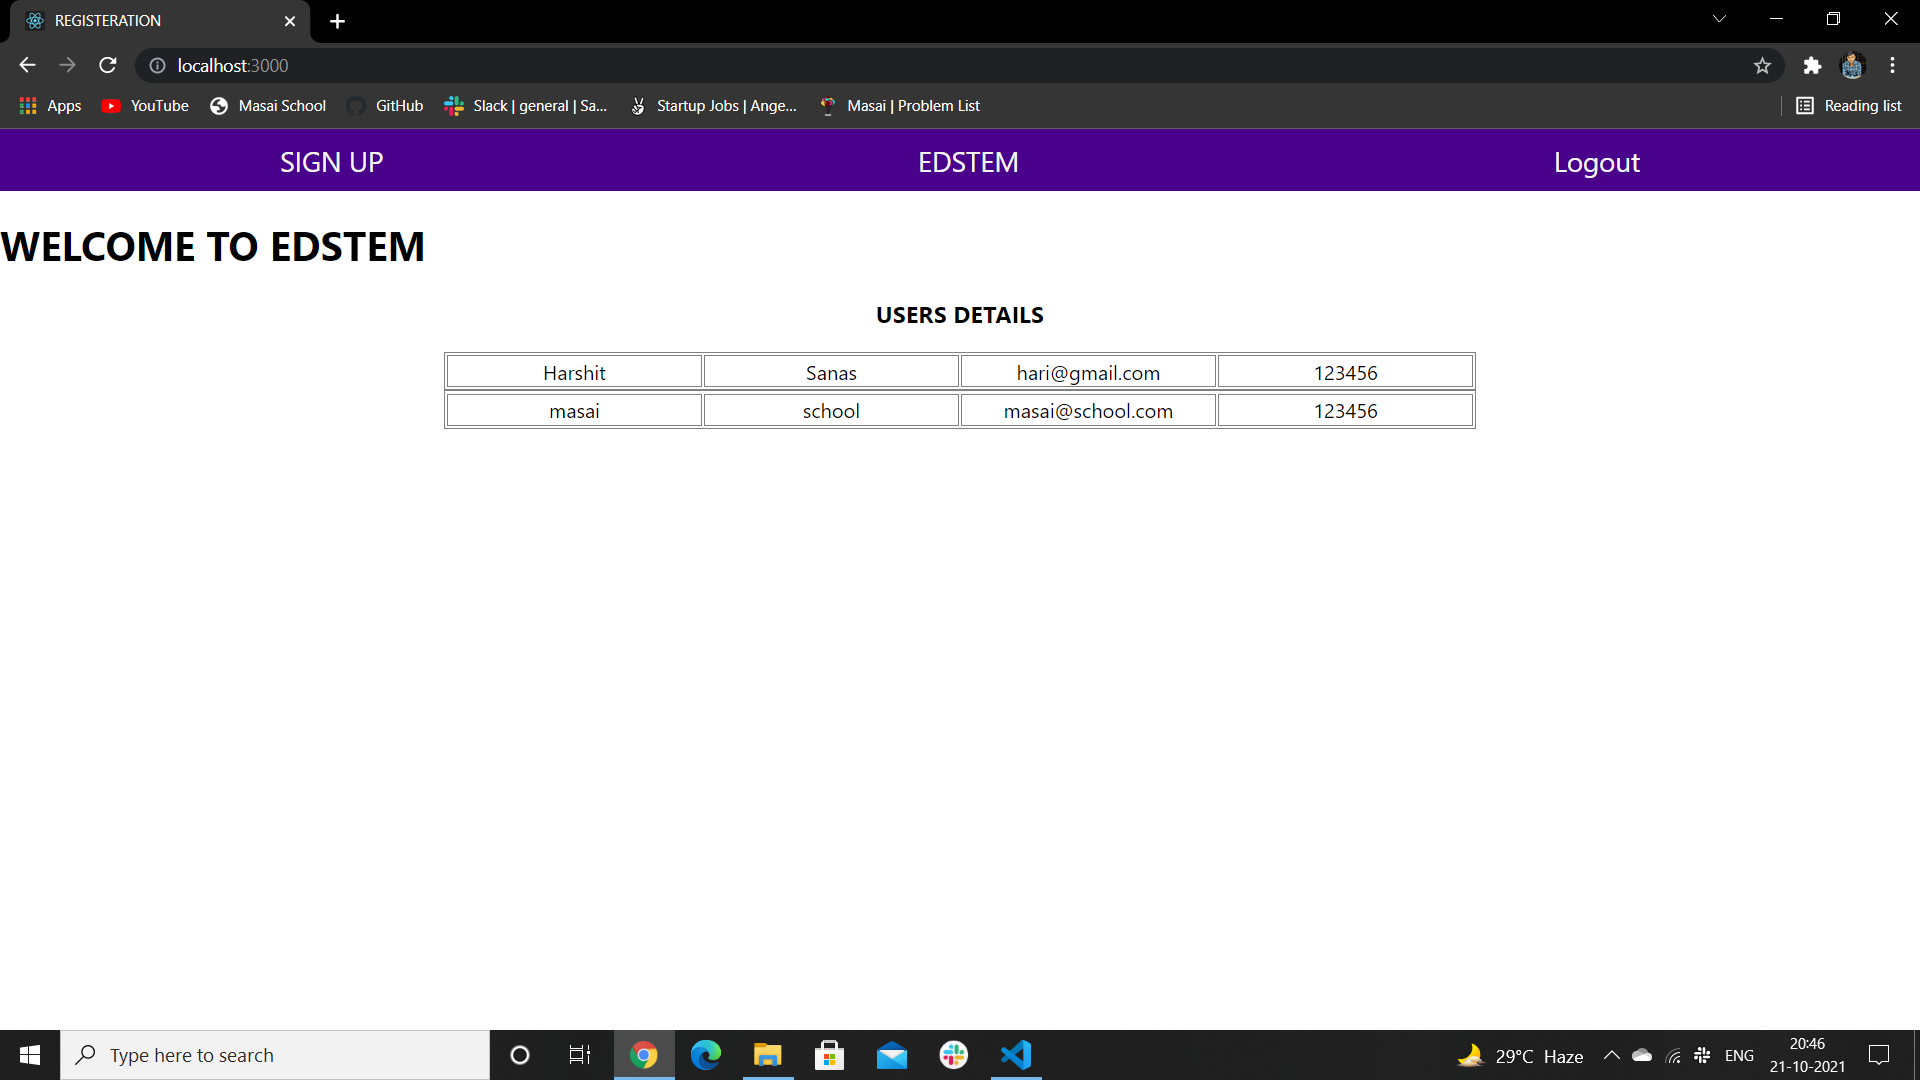 REGISTERATION
localhost:3000
Apps YouTube Masai School GitHub Slack | general | Sa... Startup Jobs | Ange... Masai | Problem List Reading list
SIGN UP EDSTEM Logout
WELCOME TO EDSTEM
USERS DETAILS
Harshit Sanas hari@gmail.com 123456
masai school masai@school.com 123456
Type here to search 29°C Haze ENG 20:46
21-10-2021